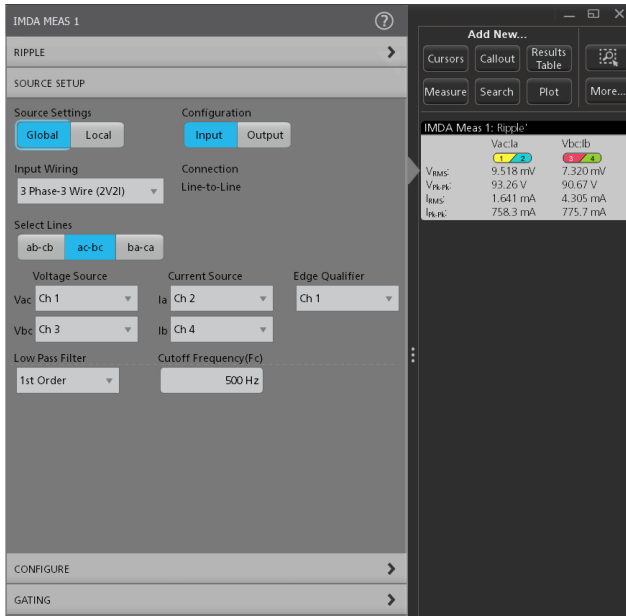 IMDA MEAS 1
?
RIPPLE
SOURCE SETUP
Source Settings
Configuration
Global
Local
Input
Output
Input Wiring
Connection
3 Phase-3 Wire (2V2I)
Line-to-Line
Select Lines
ab-cb
ac-bc
ba-ca
Voltage Source
Current Source
Edge Qualifier
Vac
Ch 1
Ia
Ch 2
Ch 1
Vbc
Ch 3
Ib
Ch 4
Low Pass Filter
Cutoff Frequency(Fc)
1st Order
500 Hz
CONFIGURE
GATING
Add New...
Cursors
Callout
Results
Table
Measure
Search
Plot
More...
IMDA Meas 1: Ripple'
Vac:Ia
Vbc:Ib
1
2
3
4
VRMS:
9.518 mV
7.320 mV
VPk-Pk:
93.26 V
90.67 V
IRMS:
1.641 mA
4.305 mA
IPk-Pk:
758.3 mA
775.7 mA